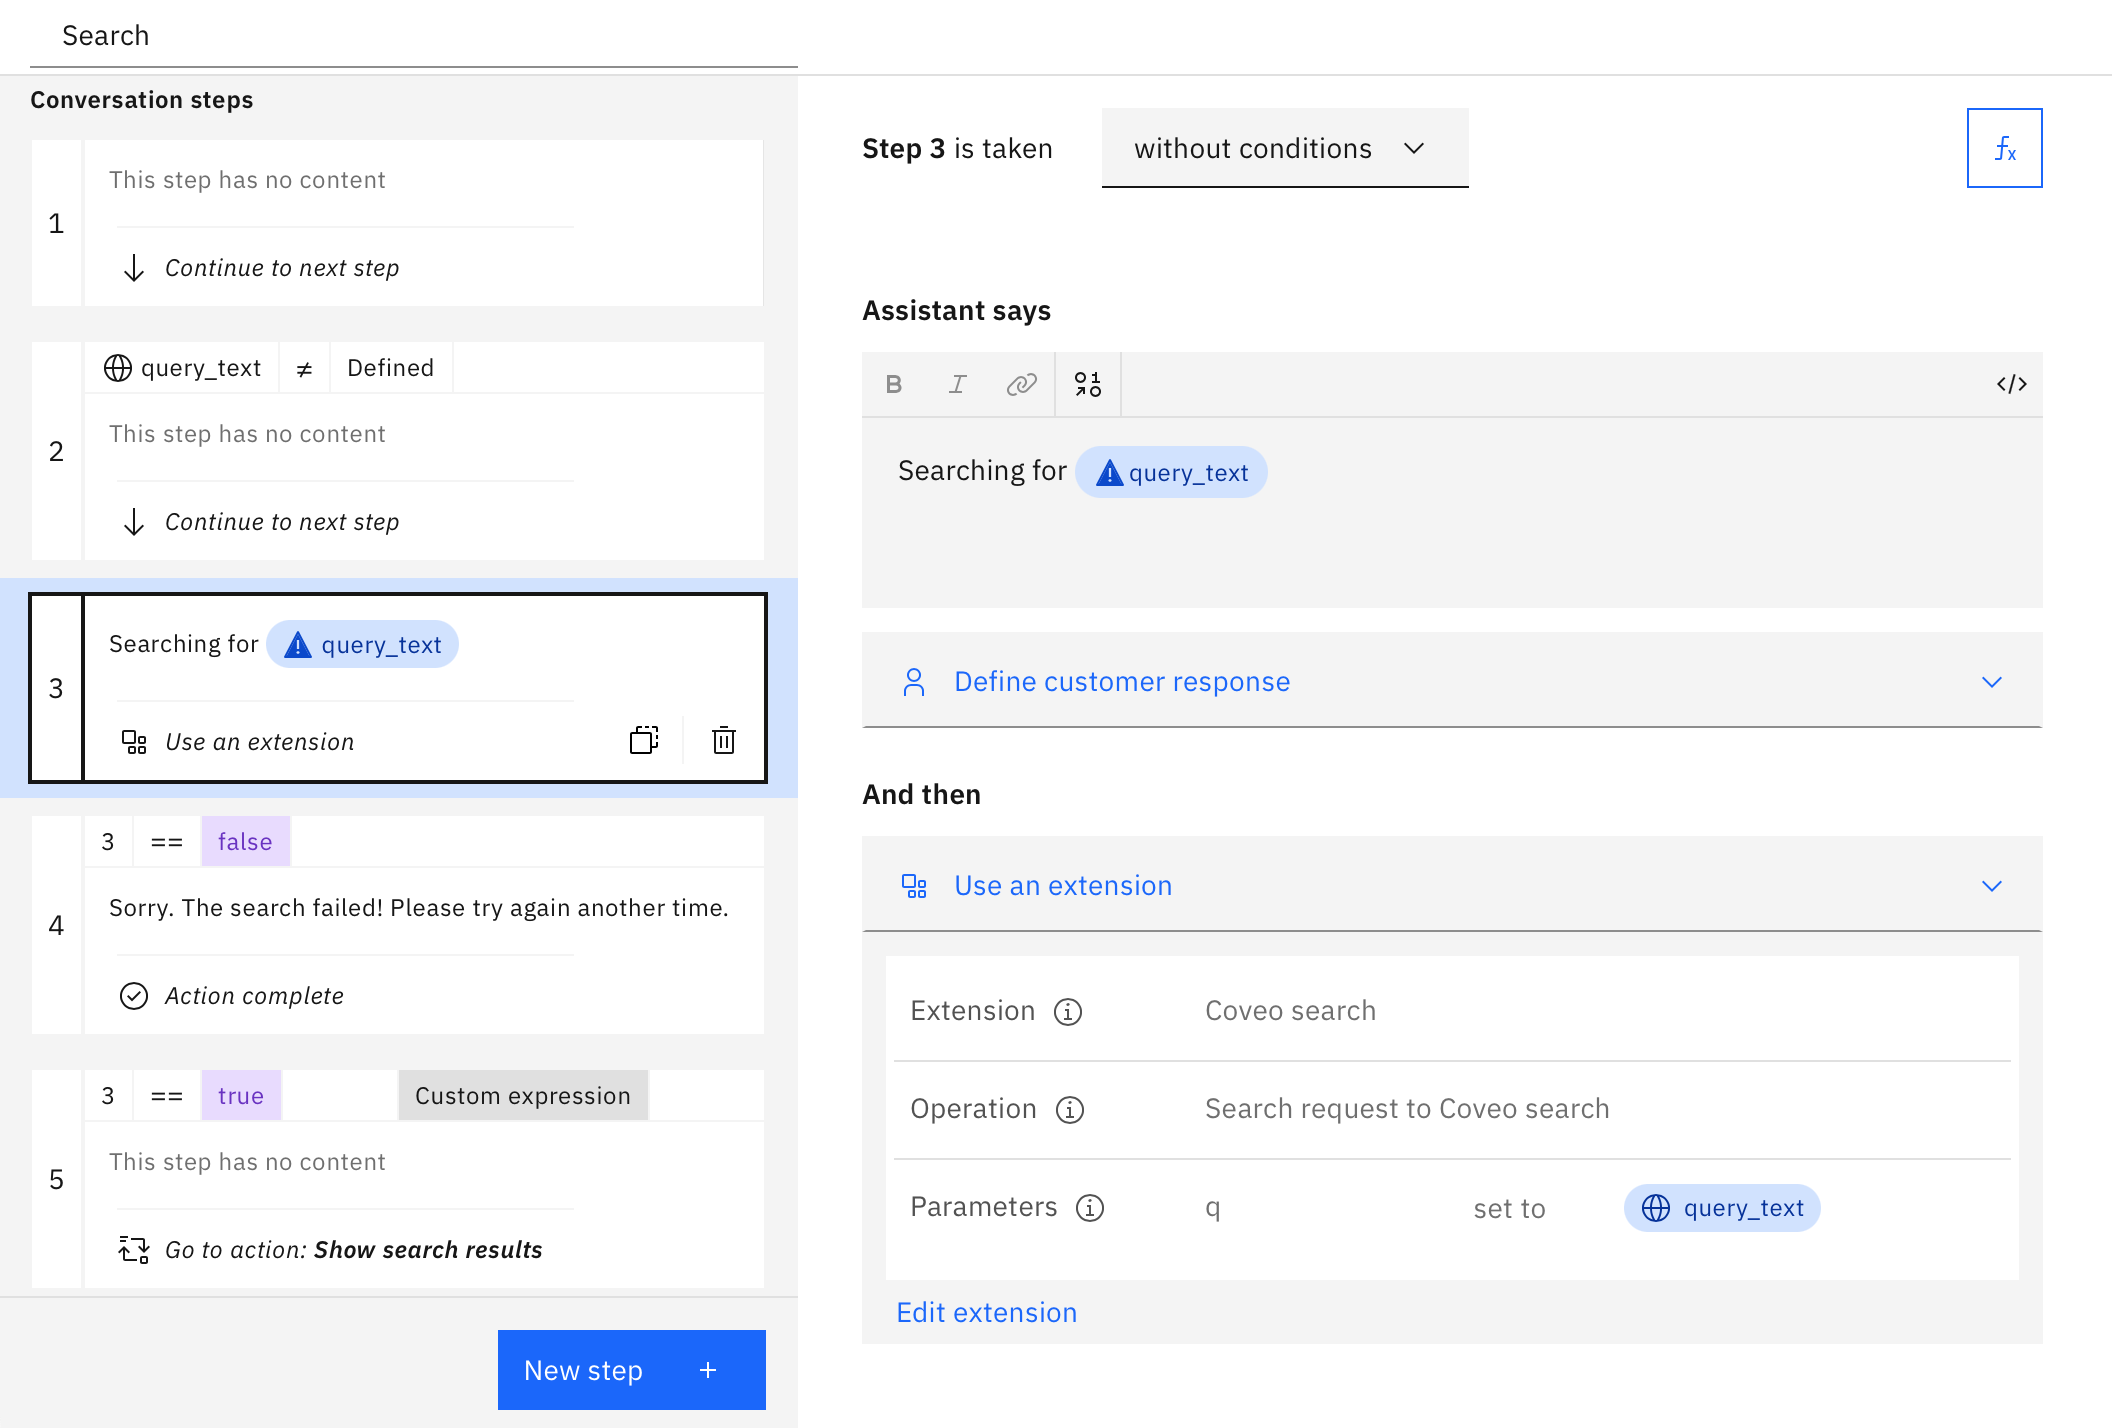 Search
Conversation steps
1
This step has no content
Continue to next step
2
query_text ≠ Defined
This step has no content
Continue to next step
3
Searching for query_text
Use an extension
4
3 == false
Sorry. The search failed! Please try again another time.
Action complete
5
3 == true Custom expression
This step has no content
Go to action: Show search results
New step +
Step 3 is taken without conditions
fx
Assistant says
B I </>
Searching for query_text
Define customer response
And then
Use an extension
Extension Coveo search
Operation Search request to Coveo search
Parameters q set to query_text
Edit extension